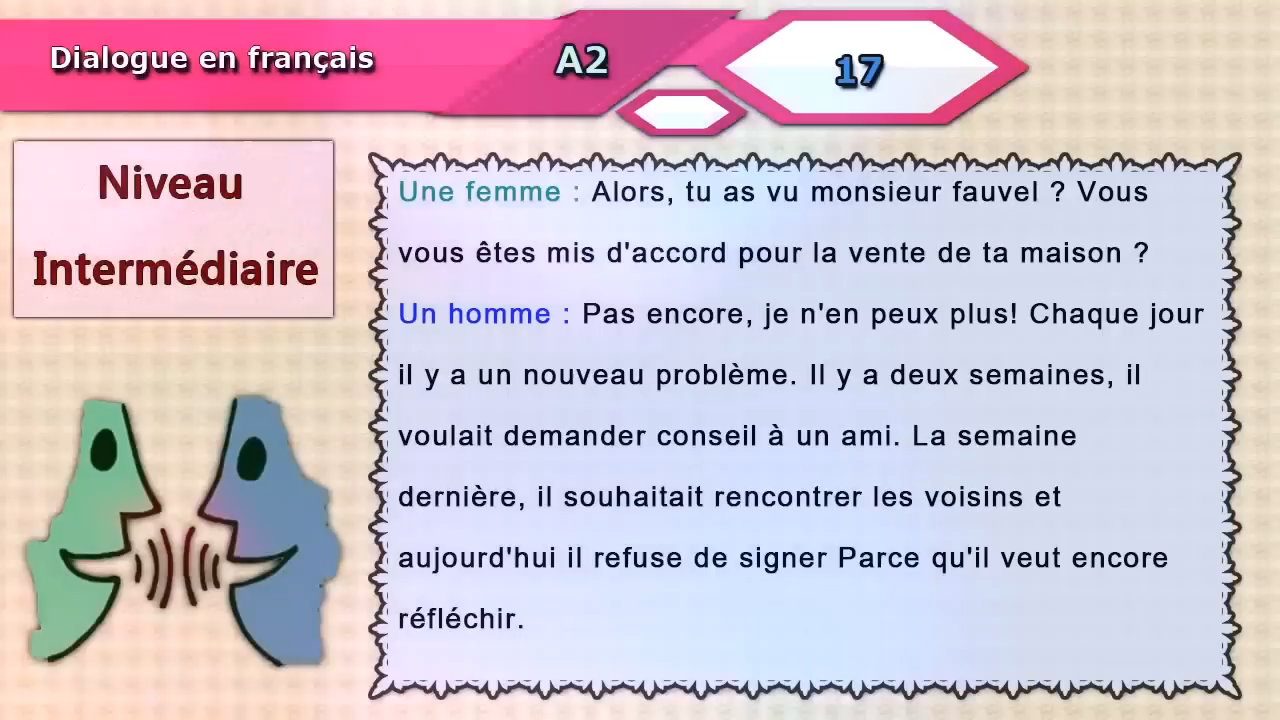 Dialogue en français
A2
17
Niveau
Intermédiaire
Une femme : Alors, tu as vu monsieur fauvel ? Vous
vous êtes mis d'accord pour la vente de ta maison ?
Un homme : Pas encore, je n'en peux plus! Chaque jour
il y a un nouveau problème. Il y a deux semaines, il
voulait demander conseil à un ami. La semaine
dernière, il souhaitait rencontrer les voisins et
aujourd'hui il refuse de signer Parce qu'il veut encore
réfléchir.